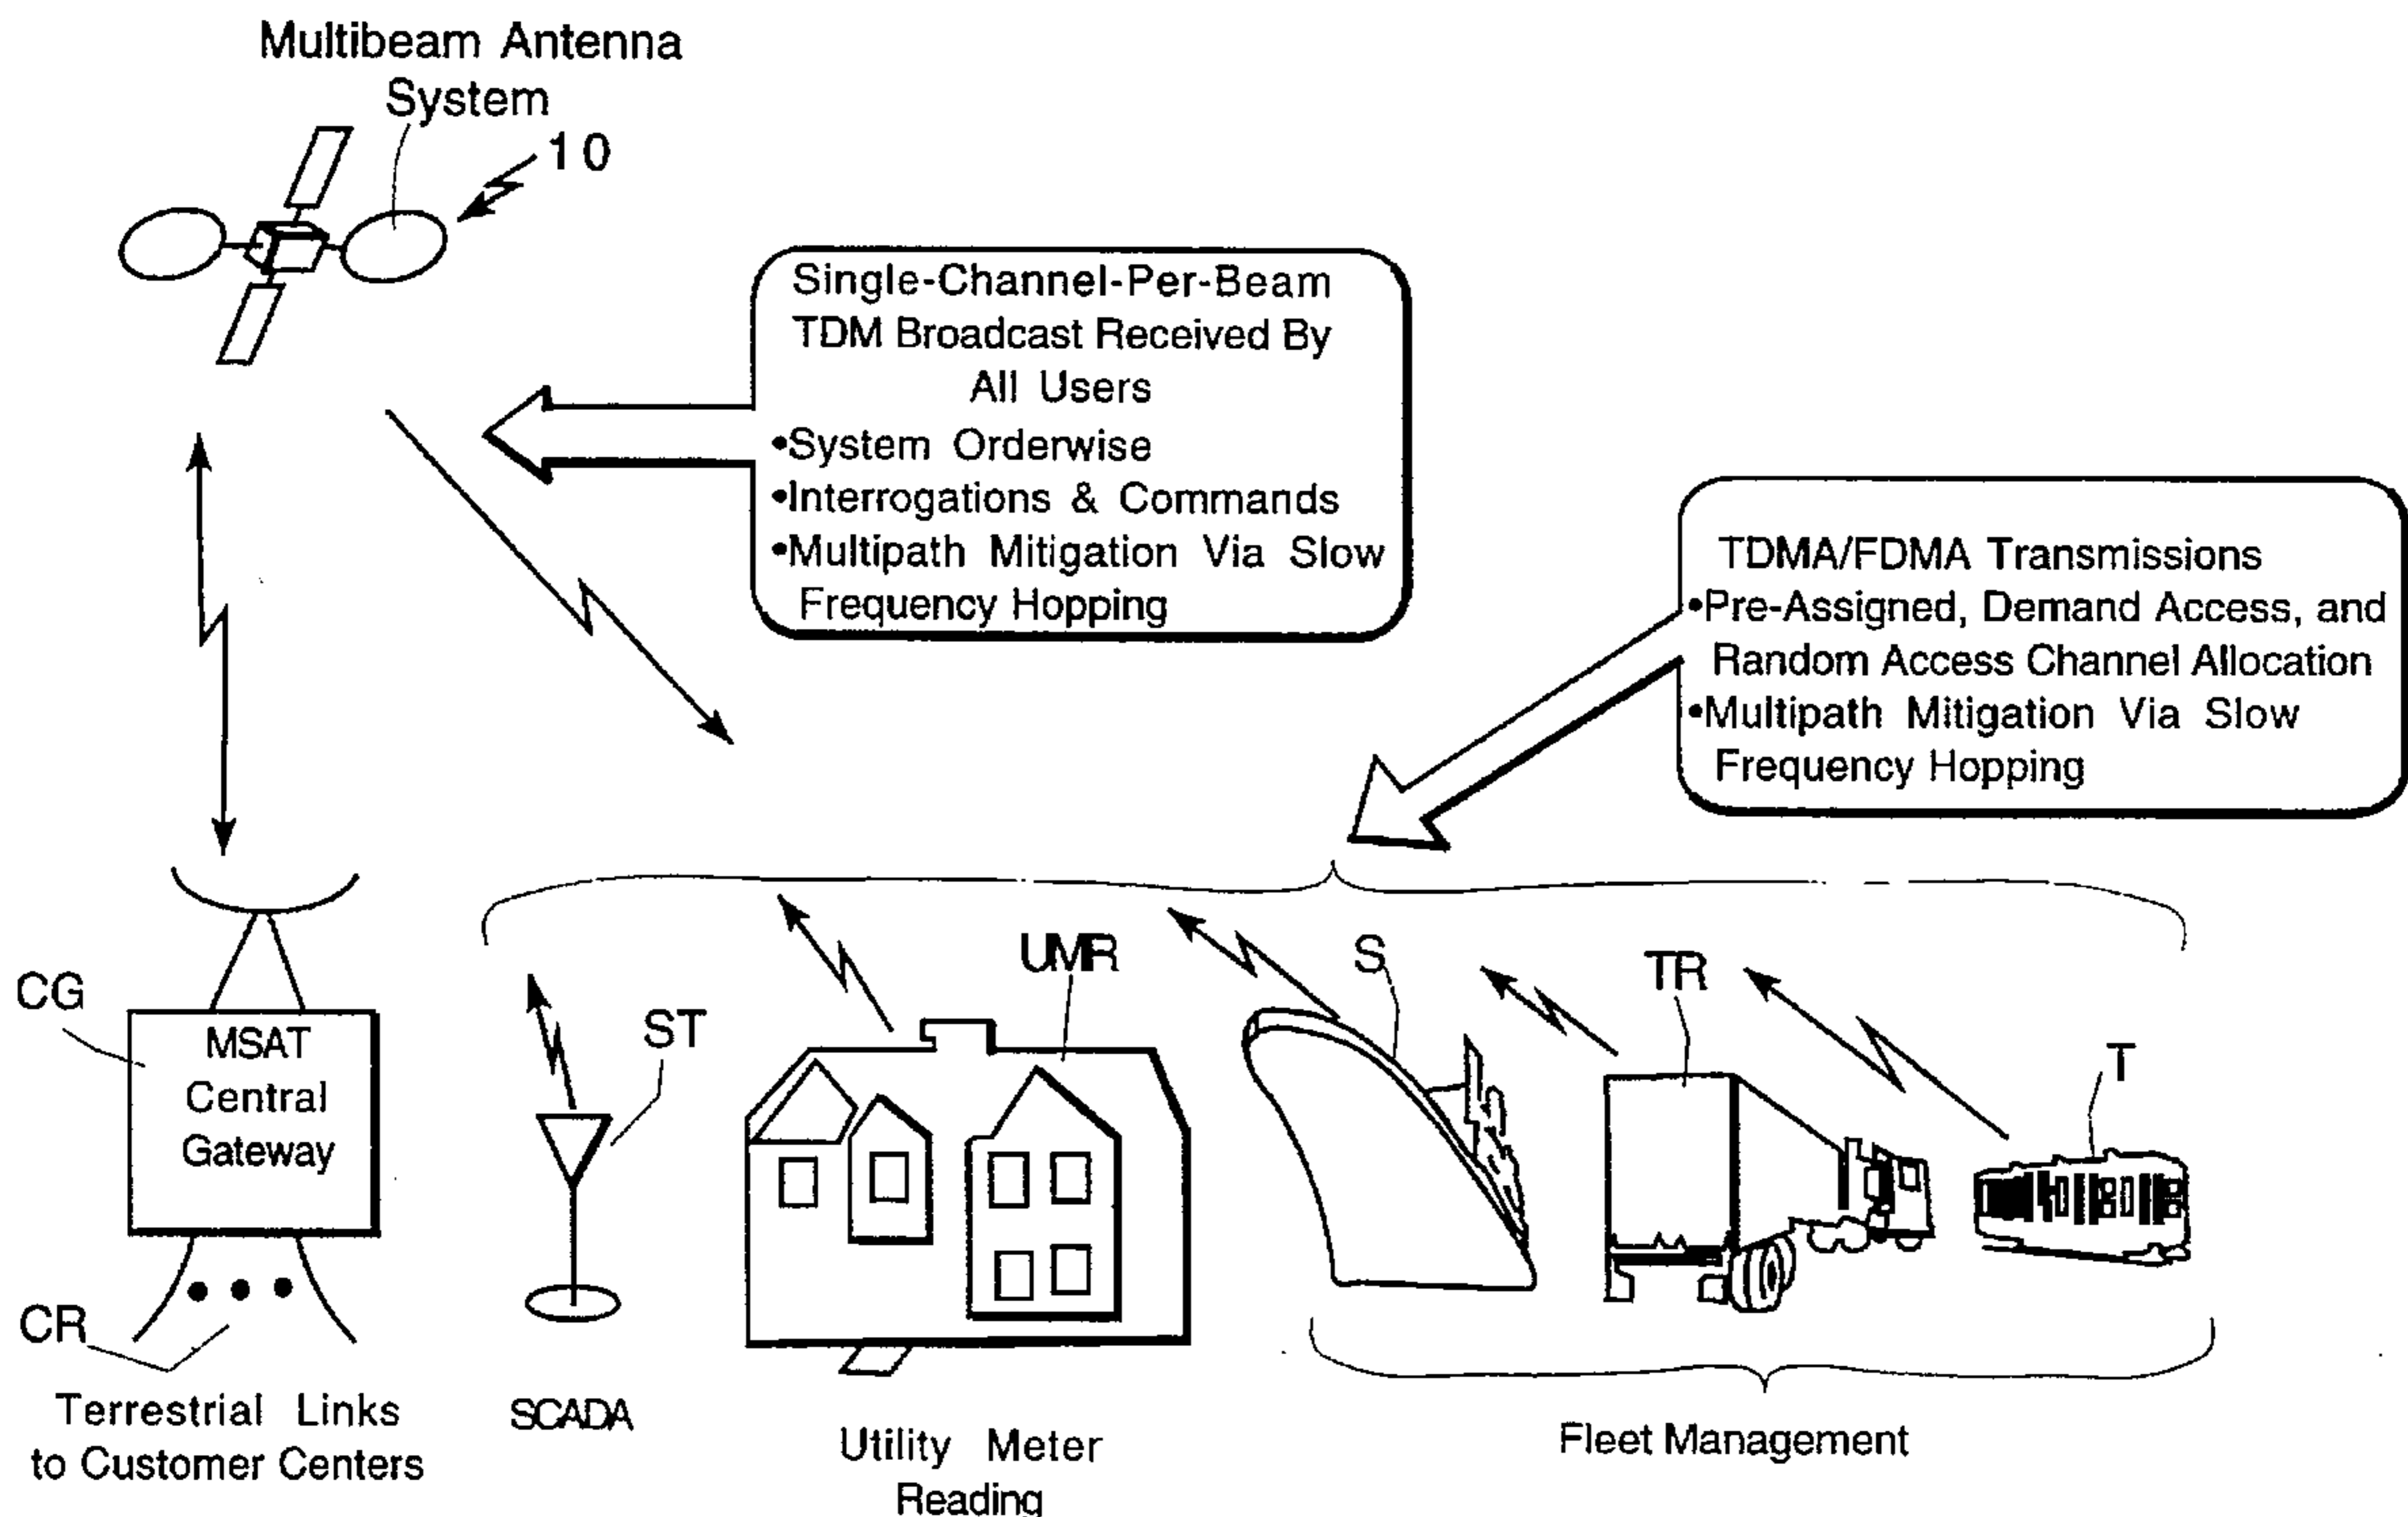 Multibeam Antenna
System
10
Single-Channel-Per-Beam
TDM Broadcast Received By
All Users
•System Orderwise
•Interrogations & Commands
•Multipath Mitigation Via Slow
Frequency Hopping
TDMA/FDMA Transmissions
•Pre-Assigned, Demand Access, and
Random Access Channel Allocation
•Multipath Mitigation Via Slow
Frequency Hopping
CG
MSAT
Central
Gateway
CR
Terrestrial Links
to Customer Centers
ST
SCADA
UMR
Utility Meter
Reading
S
TR
T
Fleet Management